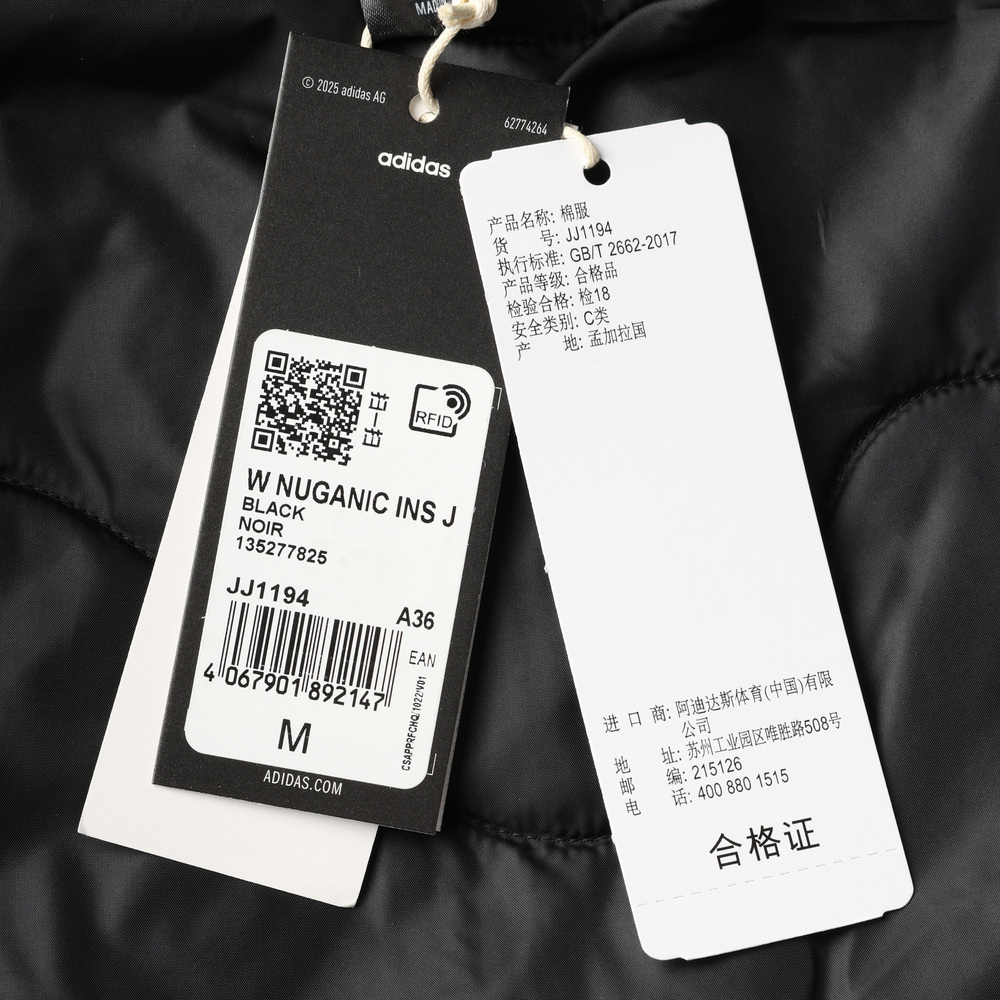 © 2025 adidas AG
62774264
adidas
RFID
W NUGANIC INS J
BLACK
NOIR
135277825
JJ1194
A36
EAN
4 067901 892147
CSAPPRFCHQ/1022/V01
M
ADIDAS.COM
产品名称: 棉服
货 号: JJ1194
执行标准: GB/T 2662-2017
产品等级: 合格品
检验合格: 检18
安全类别: C类
产 地: 孟加拉国
进 口 商: 阿迪达斯体育(中国)有限
公司
地 址: 苏州工业园区唯胜路508号
邮 编: 215126
电 话: 400 880 1515
合格证